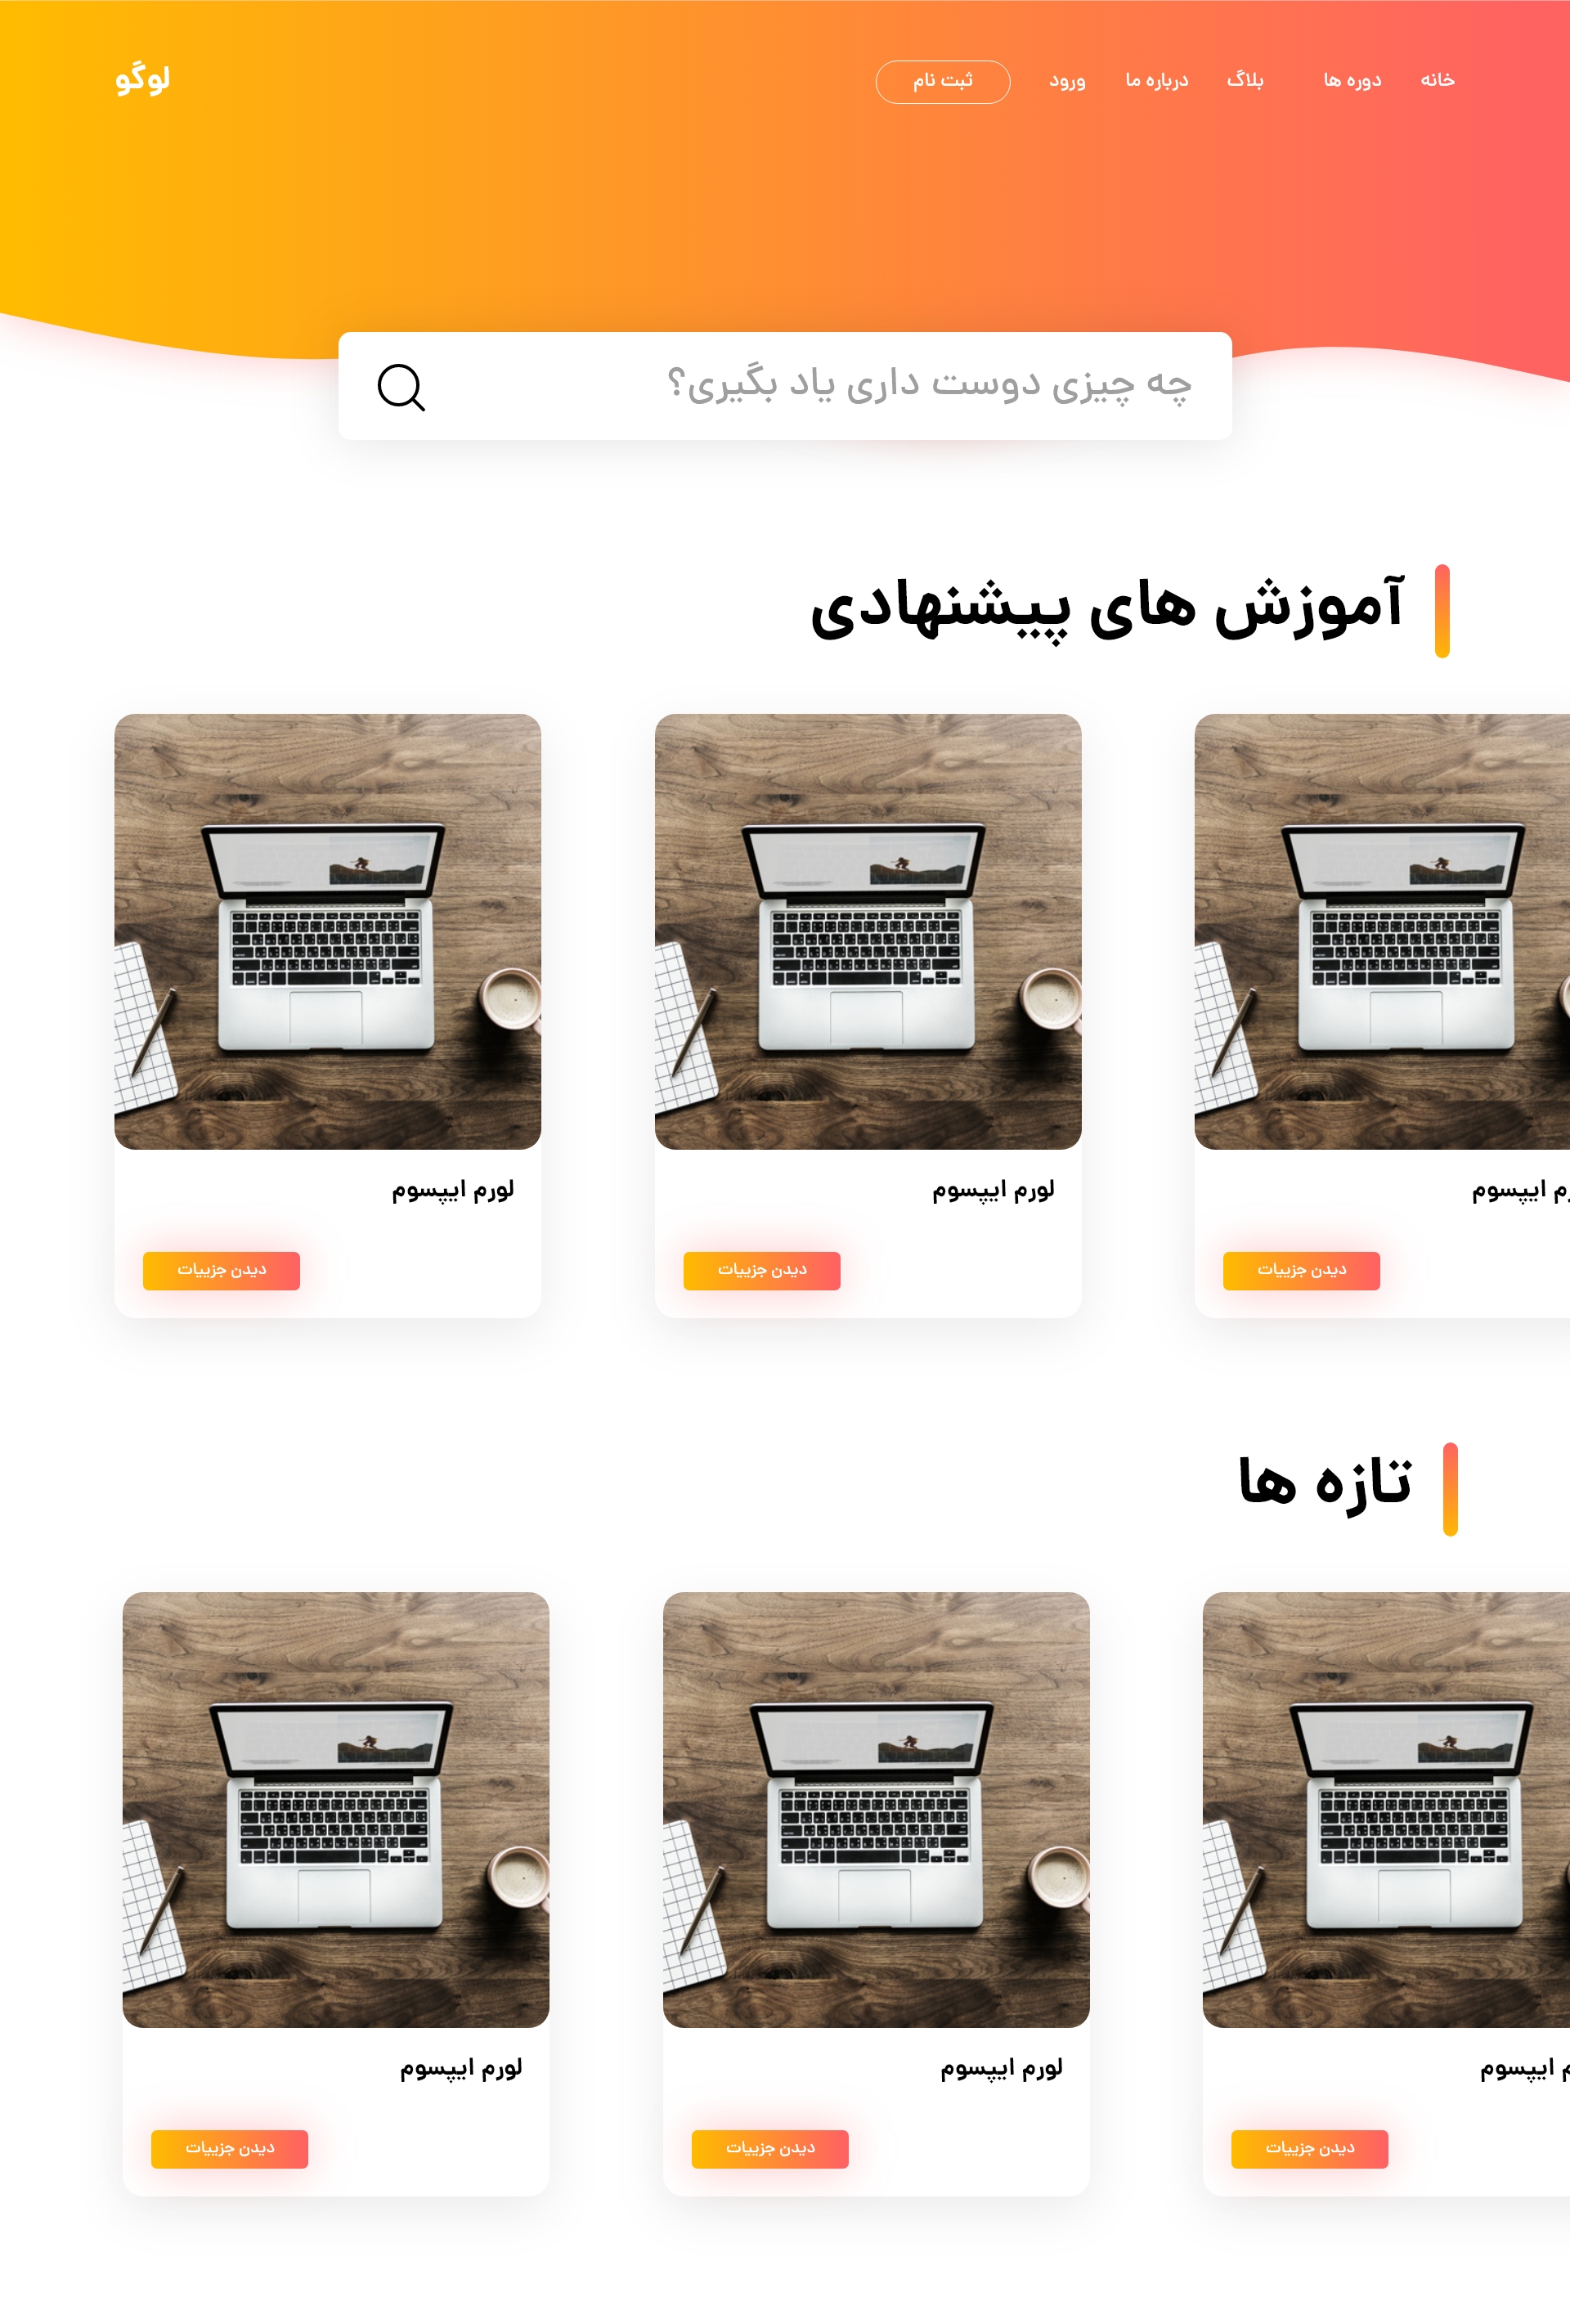 خانه
دوره ها
بلاگ
درباره ما
ورود
ثبت نام
لوگو
چه چیزی دوست داری یاد بگیری؟
آموزش های پیشنهادی
لورم ایپسوم
لورم ایپسوم
لورم ایپسوم
دیدن جزییات
دیدن جزییات
دیدن جزییات
تازه ها
ایپسوم
لورم ایپسوم
لورم ایپسوم
دیدن جزییات
دیدن جزییات
دیدن جزییات